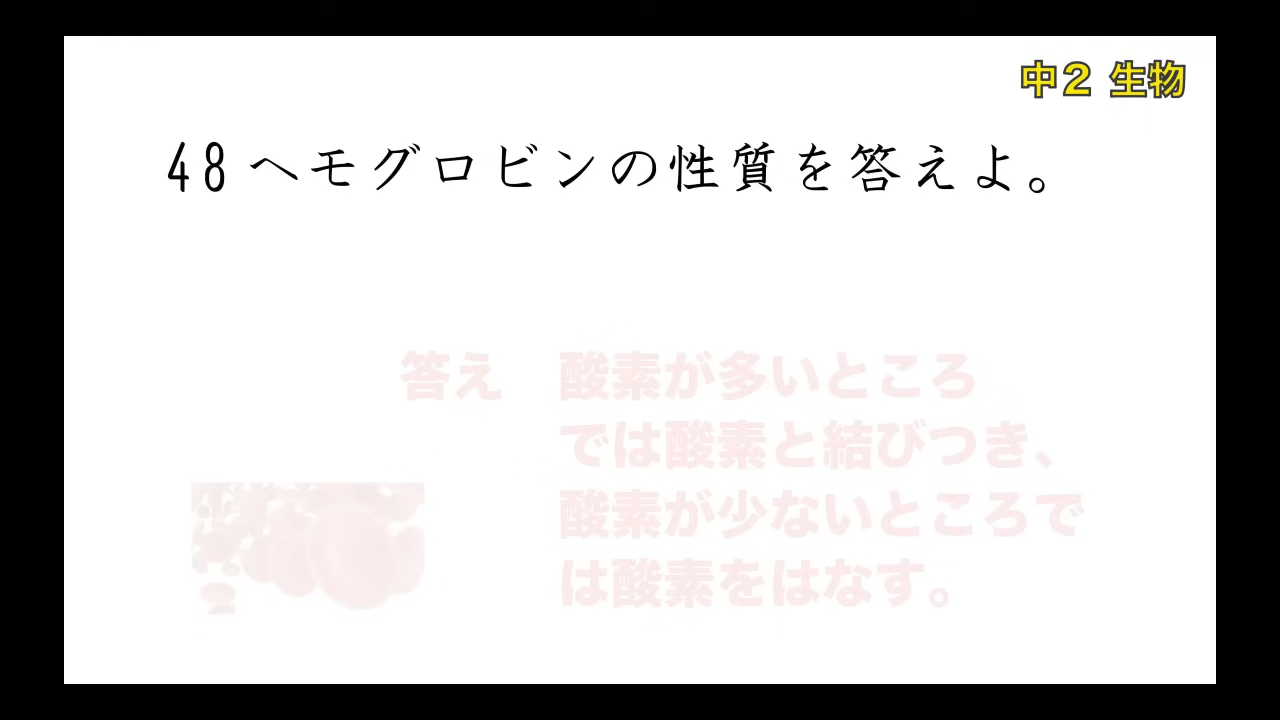 中2 生物
48 ヘモグロビンの性質を答えよ。
答え 酸素が多いところ
では酸素と結びつき、
酸素が少ないところで
は酸素をはなす。